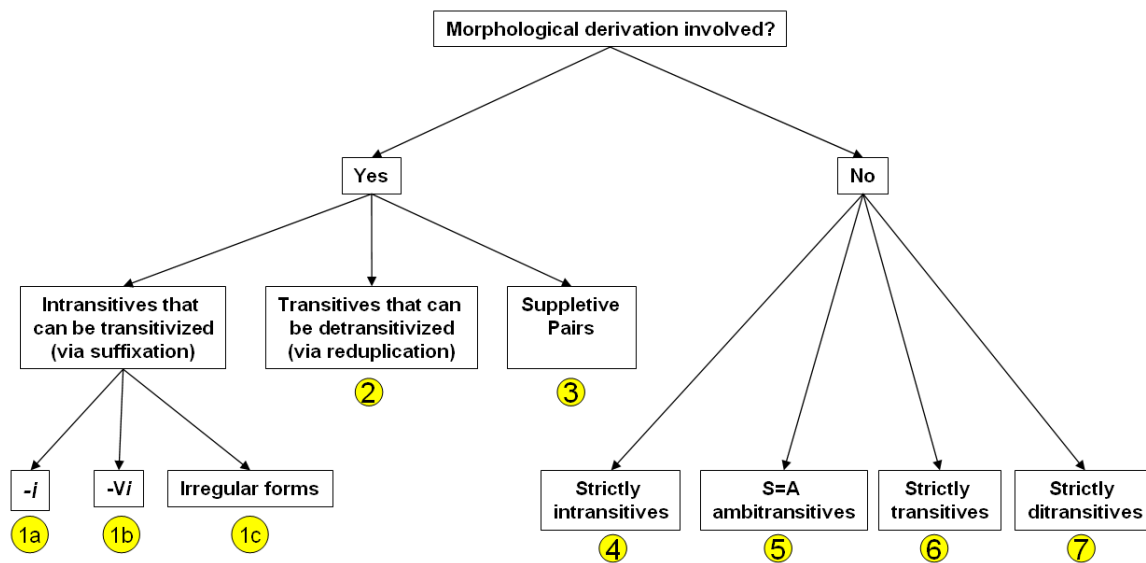 Morphological derivation involved?
Yes
No
Intransitives that
can be transitivized
(via suffixation)
Transitives that can
be detransitivized
(via reduplication)
Suppletive
Pairs
2
3
-i
-Vi
Irregular forms
Strictly
intransitives
S=A
ambitransitives
Strictly
transitives
Strictly
ditransitives
1a
1b
1c
4
5
6
7